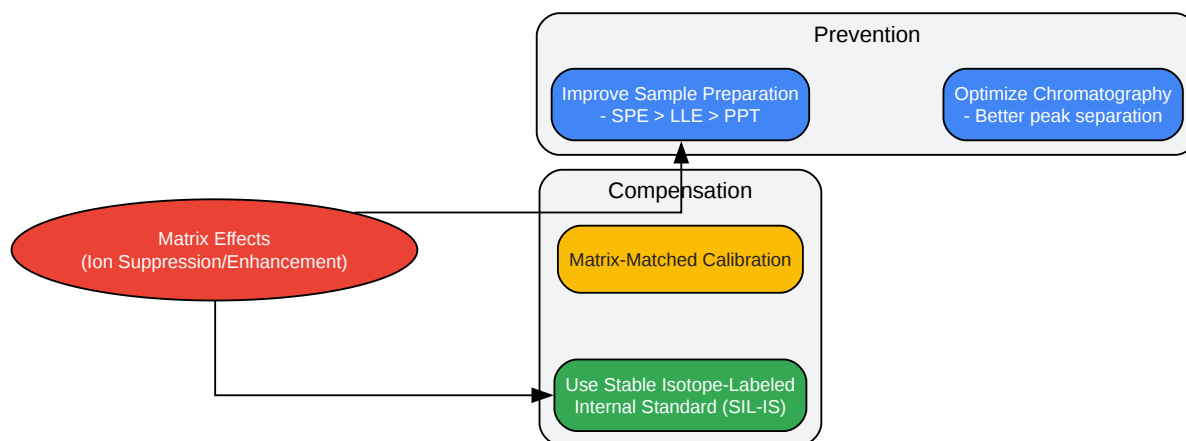 Prevention
Improve Sample Preparation
- SPE > LLE > PPT
Optimize Chromatography
- Better peak separation
Compensation
Matrix Effects
(Ion Suppression/Enhancement)
Matrix-Matched Calibration
Use Stable Isotope-Labeled
Internal Standard (SIL-IS)